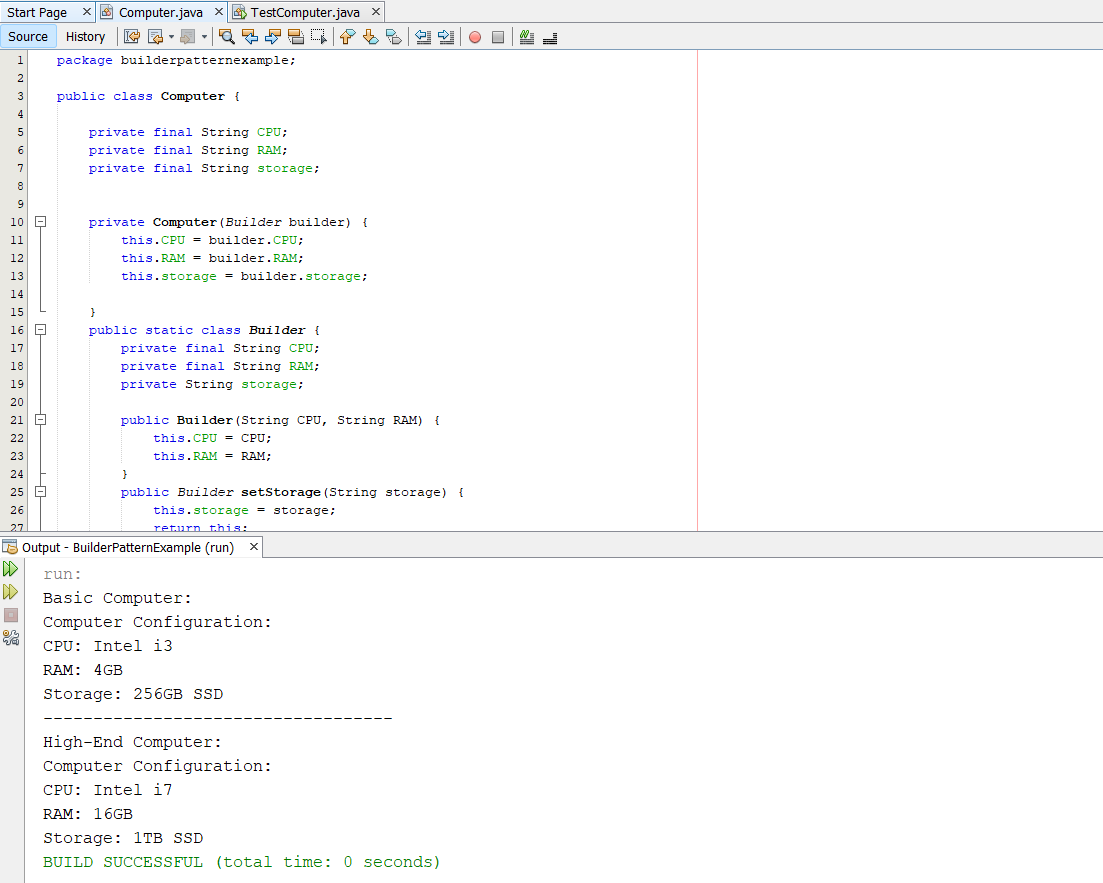 Start Page
Computer.java
TestComputer.java
Source History
1 package builderpatternexample;
2
3 public class Computer {
4
5 private final String CPU;
6 private final String RAM;
7 private final String storage;
8
9
10 private Computer(Builder builder) {
11 this.CPU = builder.CPU;
12 this.RAM = builder.RAM;
13 this.storage = builder.storage;
14
15 }
16 public static class Builder {
17 private final String CPU;
18 private final String RAM;
19 private String storage;
20
21 public Builder(String CPU, String RAM) {
22 this.CPU = CPU;
23 this.RAM = RAM;
24 }
25 public Builder setStorage(String storage) {
26 this.storage = storage;
27 return this;
Output - BuilderPatternExample (run)
run:
Basic Computer:
Computer Configuration:
CPU: Intel i3
RAM: 4GB
Storage: 256GB SSD
-----------------------------------
High-End Computer:
Computer Configuration:
CPU: Intel i7
RAM: 16GB
Storage: 1TB SSD
BUILD SUCCESSFUL (total time: 0 seconds)